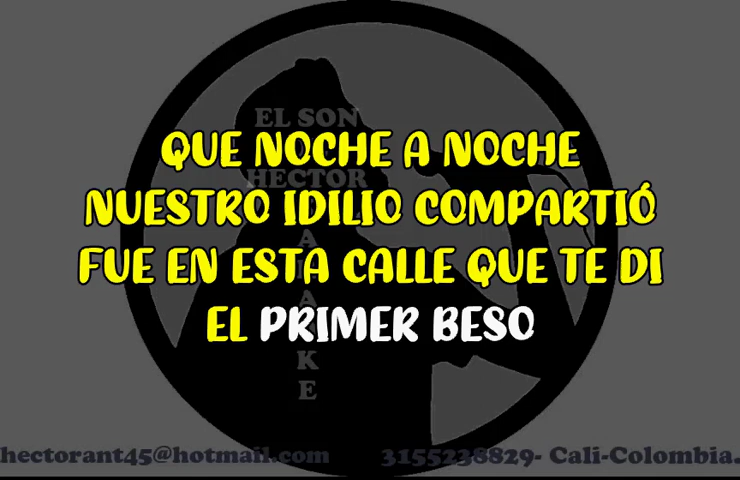 EL SON
QUE NOCHE A NOCHE
HECTOR
NUESTRO IDILIO COMPARTIÓ
FUE EN ESTA CALLE QUE TE DI
EL PRIMER BESO
K
E
hectorant45@hotmail.com 3155238829- Cali-Colombia.